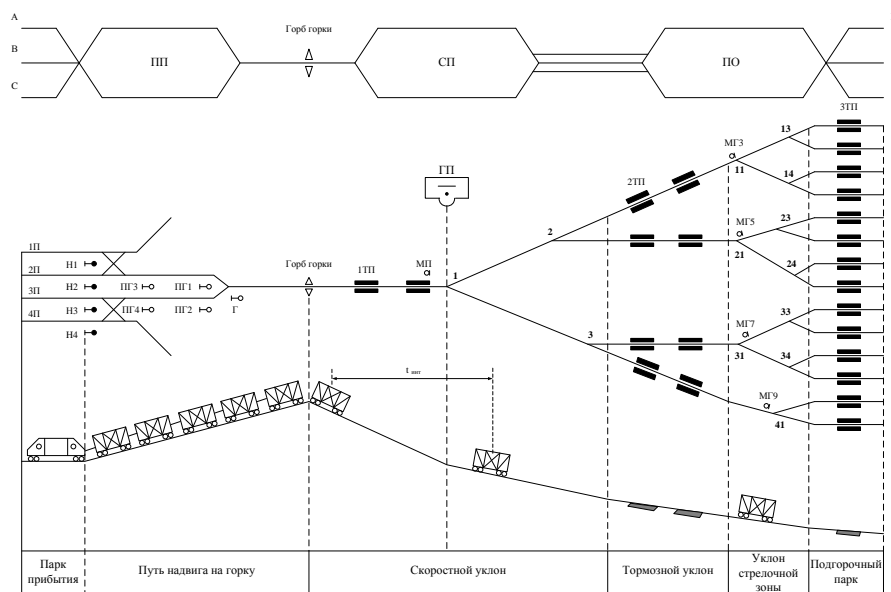 А
Горб горки
В
ПП
СП
ПО
С
3ТП
13
МГ3
ГП
11
14
2ТП
1П
МГ5
23
2
Н1
2П
Горб горки
1ТП
МП
21
24
Н2
ПГ3
ПГ1
1
3П
Г
Н3
ПГ4
ПГ2
33
4П
МГ7
Н4
3
31
34
t инт
МГ9
41
Парк прибытия
Путь надвига на горку
Скоростной уклон
Тормозной уклон
Уклон стрелочной зоны
Подгорочный парк